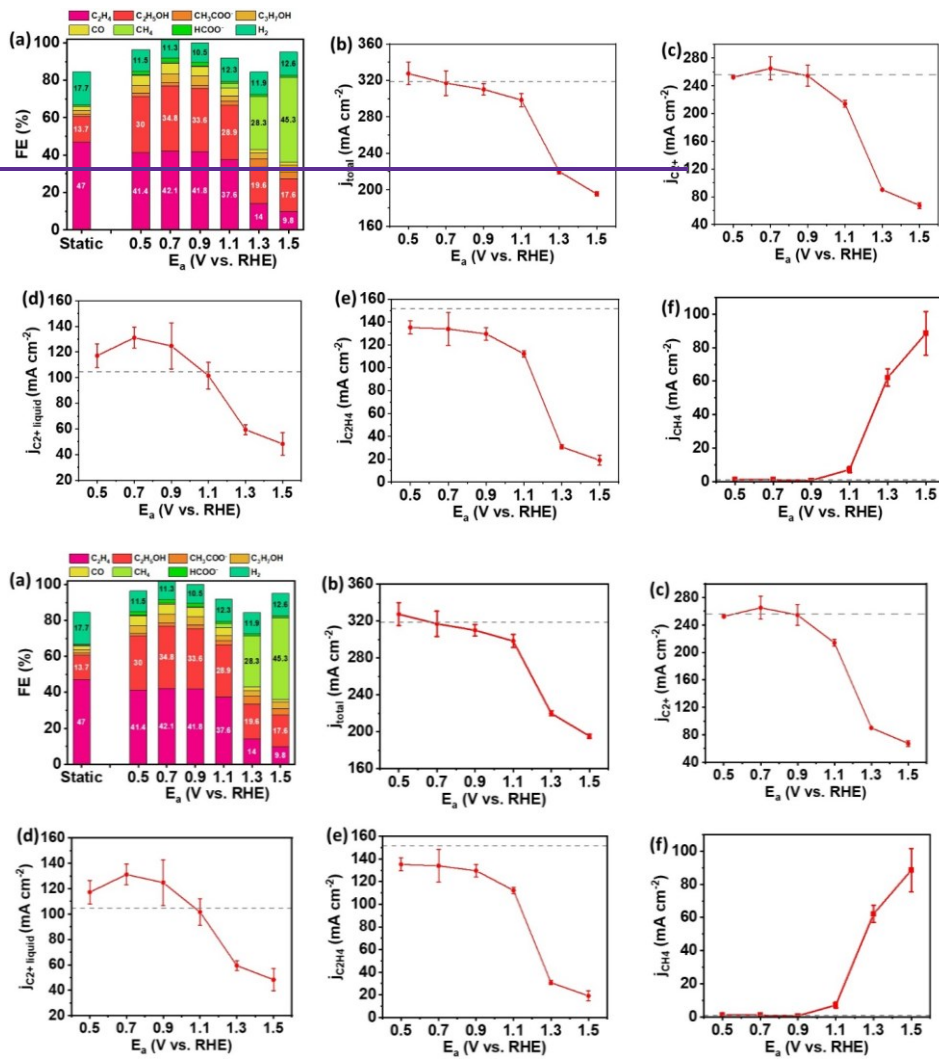 C₂H₄ C₂H₅OH CH₃COO⁻ C₃H₇OH
CO CH₄ HCOO⁻ H₂
(a)
FE (%)
100
80
60
40
20
0
17.7 11.5 11.3 10.5 12.3 11.9 12.6
28.3 45.3
13.7 30 34.8 33.6 28.9 19.6 17.6
47 41.4 42.1 41.8 37.6 14 9.8
Static 0.5 0.7 0.9 1.1 1.3 1.5
Eₐ (V vs. RHE)
(b)
j_total (mA cm⁻²)
360
320
280
240
200
160
0.5 0.7 0.9 1.1 1.3 1.5
Eₐ (V vs. RHE)
(c)
j_C2+ (mA cm⁻²)
280
240
200
160
120
80
40
0.5 0.7 0.9 1.1 1.3 1.5
Eₐ (V vs. RHE)
(d)
j_C2+ liquid (mA cm⁻²)
160
140
120
100
80
60
40
20
0.5 0.7 0.9 1.1 1.3 1.5
Eₐ (V vs. RHE)
(e)
j_C2H4 (mA cm⁻²)
160
140
120
100
80
60
40
20
0
0.5 0.7 0.9 1.1 1.3 1.5
Eₐ (V vs. RHE)
(f)
j_CH4 (mA cm⁻²)
100
80
60
40
20
0
0.5 0.7 0.9 1.1 1.3 1.5
Eₐ (V vs. RHE)
C₂H₄ C₂H₅OH CH₃COO⁻ C₃H₇OH
CO CH₄ HCOO⁻ H₂
(a)
FE (%)
100
80
60
40
20
0
17.7 11.5 11.3 10.5 12.3 11.9 12.6
28.3 45.3
13.7 30 34.8 33.6 28.9 19.6 17.6
47 41.4 42.1 41.8 37.6 14 9.8
Static 0.5 0.7 0.9 1.1 1.3 1.5
Eₐ (V vs. RHE)
(b)
j_total (mA cm⁻²)
360
320
280
240
200
160
0.5 0.7 0.9 1.1 1.3 1.5
Eₐ (V vs. RHE)
(c)
j_C2+ (mA cm⁻²)
280
240
200
160
120
80
40
0.5 0.7 0.9 1.1 1.3 1.5
Eₐ (V vs. RHE)
(d)
j_C2+ liquid (mA cm⁻²)
160
140
120
100
80
60
40
20
0.5 0.7 0.9 1.1 1.3 1.5
Eₐ (V vs. RHE)
(e)
j_C2H4 (mA cm⁻²)
160
140
120
100
80
60
40
20
0
0.5 0.7 0.9 1.1 1.3 1.5
Eₐ (V vs. RHE)
(f)
j_CH4 (mA cm⁻²)
100
80
60
40
20
0
0.5 0.7 0.9 1.1 1.3 1.5
Eₐ (V vs. RHE)